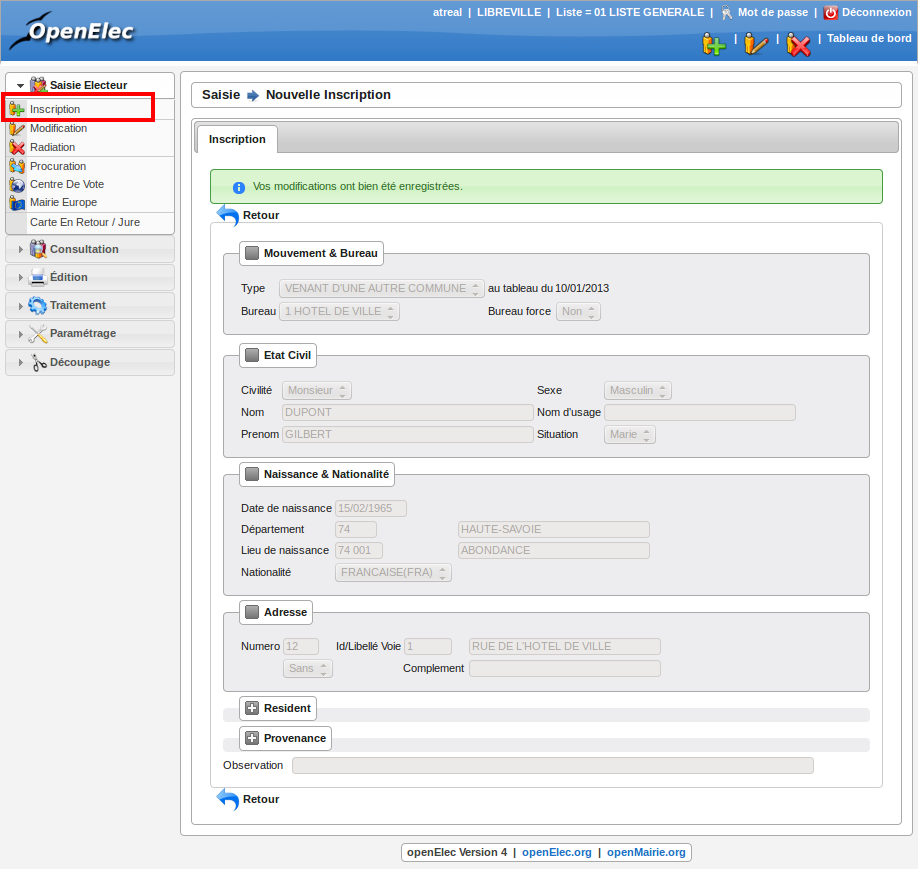 atreal | LIBREVILLE | Liste = 01 LISTE GENERALE | Mot de passe | Déconnexion
OpenElec
| | | Tableau de bord
Saisie Electeur
Inscription
Modification
Radiation
Procuration
Centre De Vote
Mairie Europe
Carte En Retour / Jure
Consultation
Édition
Traitement
Paramétrage
Découpage
Saisie Nouvelle Inscription
Inscription
Vos modifications ont bien été enregistrées.
Retour
Mouvement & Bureau
Type VENANT D'UNE AUTRE COMMUNE au tableau du 10/01/2013
Bureau 1 HOTEL DE VILLE Bureau force Non
Etat Civil
Civilité Monsieur Sexe Masculin
Nom DUPONT Nom d'usage
Prenom GILBERT Situation Marie
Naissance & Nationalité
Date de naissance 15/02/1965
Département 74 HAUTE-SAVOIE
Lieu de naissance 74 001 ABONDANCE
Nationalité FRANCAISE(FRA)
Adresse
Numero 12 Id/Libellé Voie 1 RUE DE L'HOTEL DE VILLE
Sans Complement
Resident
Provenance
Observation
Retour
openElec Version 4 | openElec.org | openMairie.org